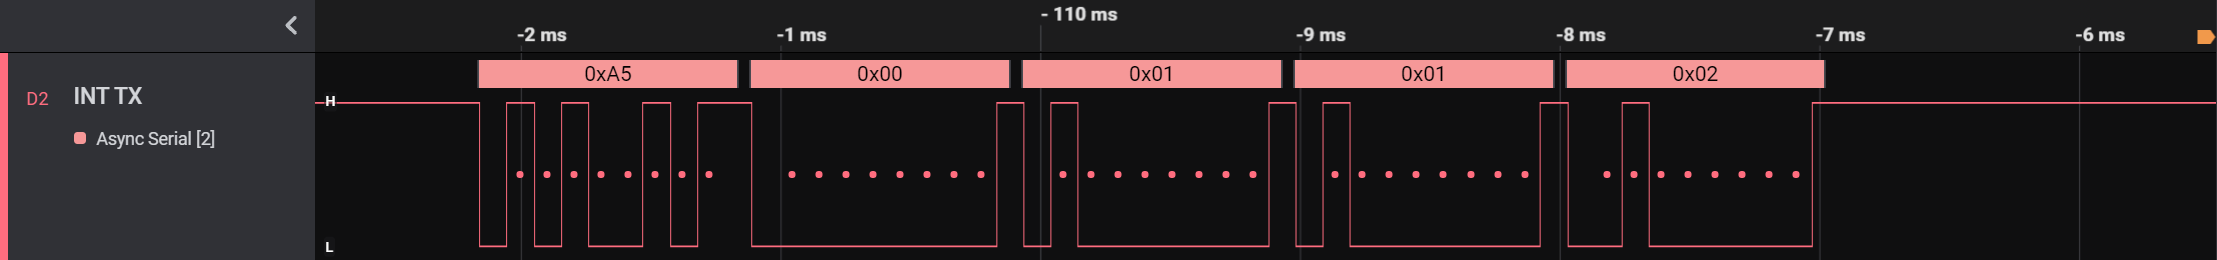 - 110 ms
-2 ms -1 ms -9 ms -8 ms -7 ms -6 ms
0xA5 0x00 0x01 0x01 0x02
D2 INT TX
H
Async Serial [2]
L